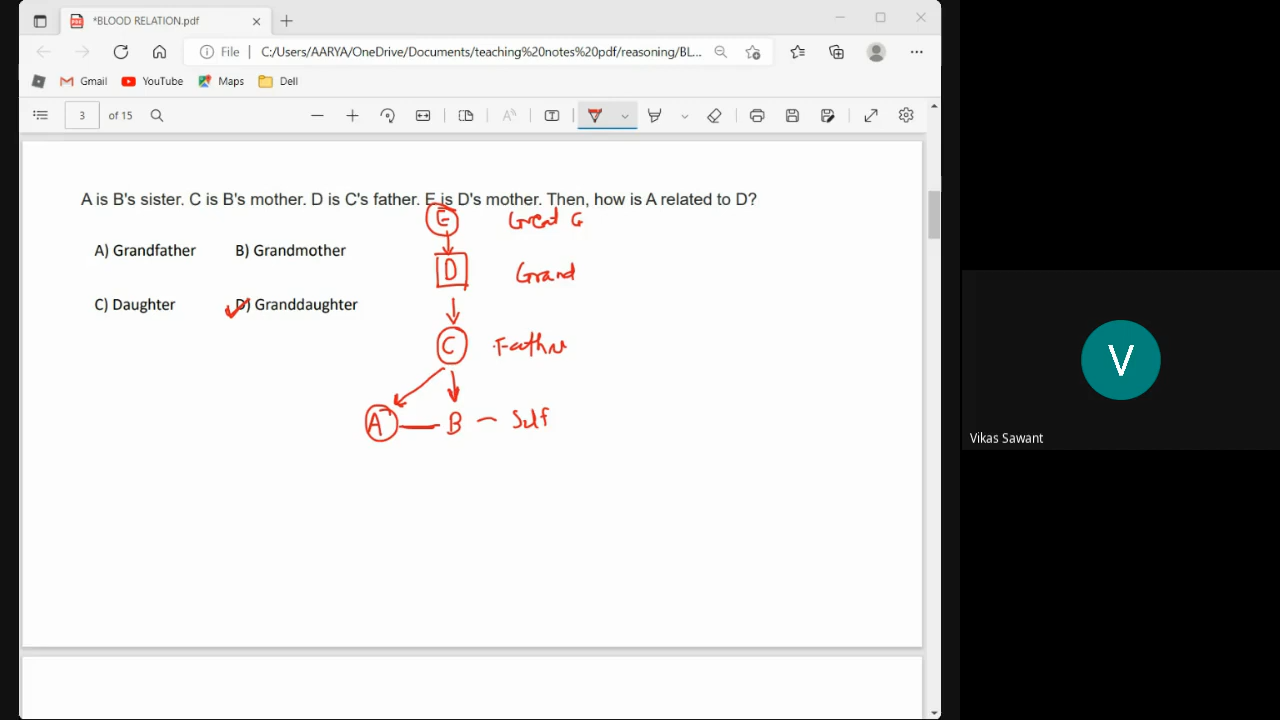 *BLOOD RELATION.pdf
File C:/Users/AARYA/OneDrive/Documents/teaching%20notes%20pdf/reasoning/BL...
Gmail YouTube Maps Dell
3 of 15
A is B's sister. C is B's mother. D is C's father. E is D's mother. Then, how is A related to D?
E Great G
A) Grandfather B) Grandmother
D Grand
C) Daughter D) Granddaughter
C
A B - Self
V
Vikas Sawant